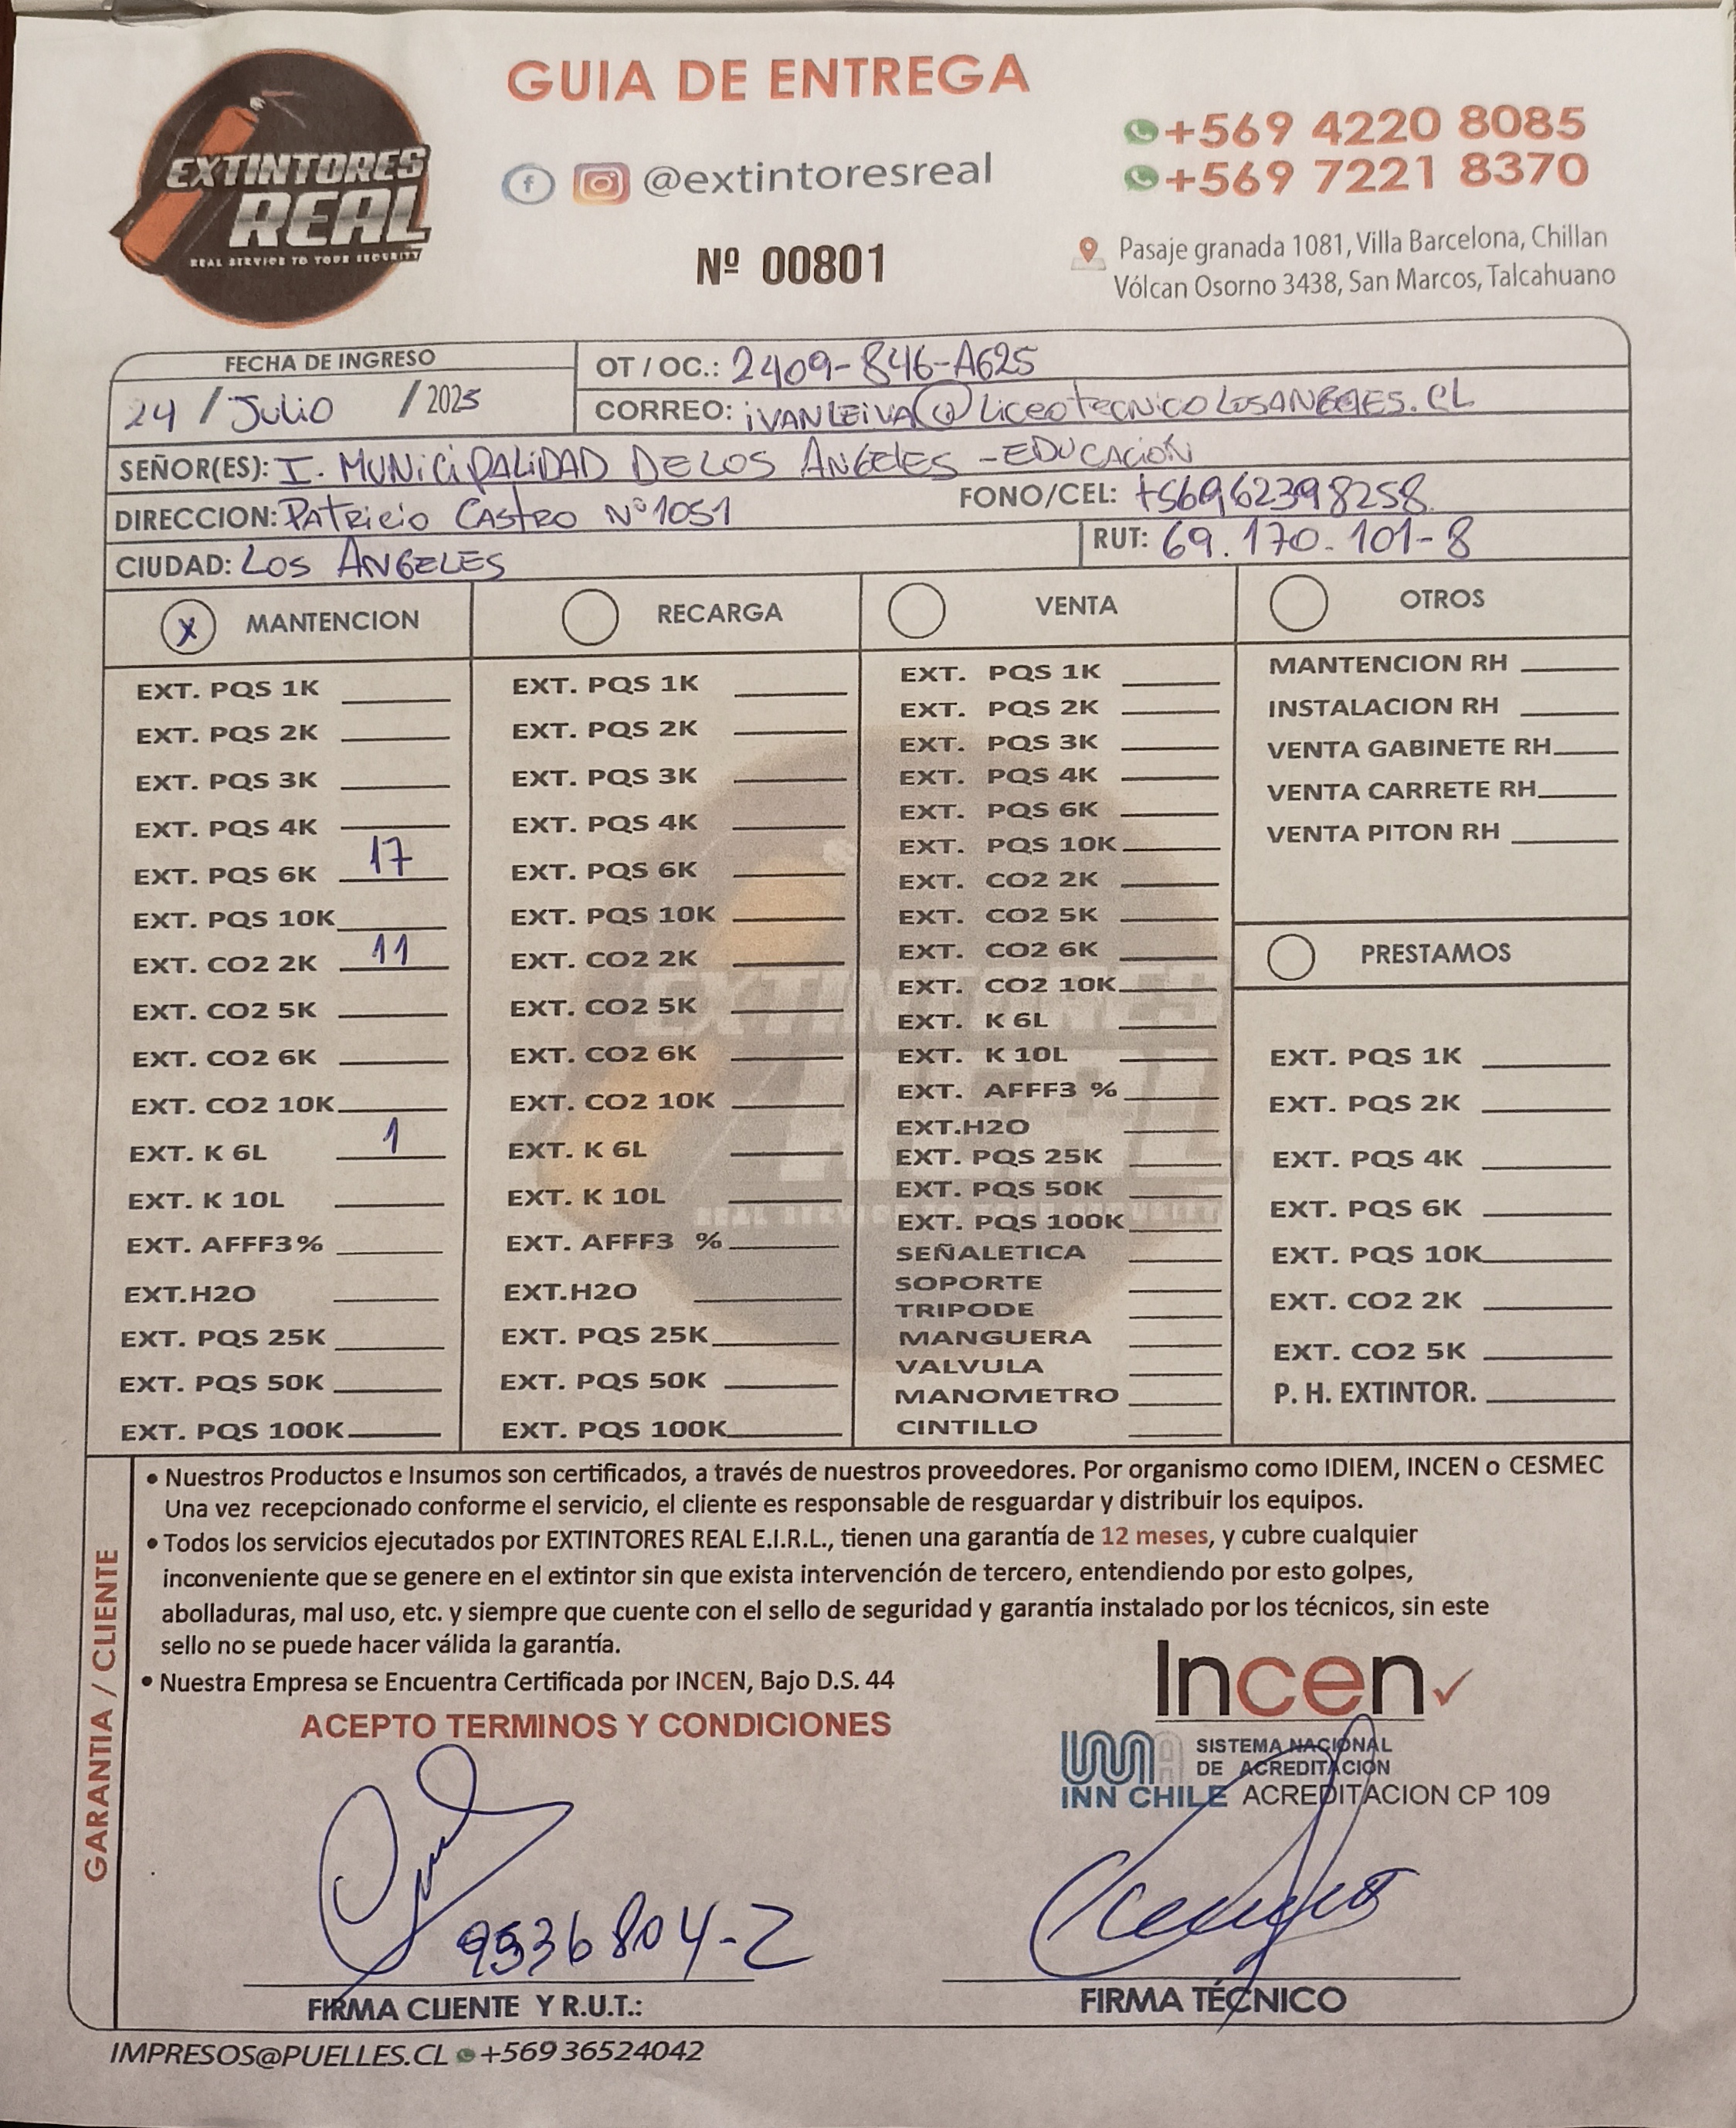 EXTINTORES
REAL
REAL SERVICE TO YOUR SECURITY
GUIA DE ENTREGA
@extintoresreal
Nº 00801
+569 4220 8085
+569 7221 8370
Pasaje granada 1081, Villa Barcelona, Chillan
Vólcan Osorno 3438, San Marcos, Talcahuano
FECHA DE INGRESO
24 / Julio / 2025
OT / OC.: 2409-846-A625
CORREO: iVANLEiVA@LiceotecnicoLosANGELES.CL
SEÑOR(ES): I. MUNiCiPALiDAD DE LOS ANGELES - EDUCACIÓN
DIRECCION: PATRicio CASTRO Nº1051
FONO/CEL: +56962398258
CIUDAD: LOS ANGELES
RUT: 69.170.101-8
X MANTENCION
EXT. PQS 1K
EXT. PQS 2K
EXT. PQS 3K
EXT. PQS 4K
EXT. PQS 6K 17
EXT. PQS 10K
EXT. CO2 2K 11
EXT. CO2 5K
EXT. CO2 6K
EXT. CO2 10K
EXT. K 6L 1
EXT. K 10L
EXT. AFFF3%
EXT.H2O
EXT. PQS 25K
EXT. PQS 50K
EXT. PQS 100K
RECARGA
EXT. PQS 1K
EXT. PQS 2K
EXT. PQS 3K
EXT. PQS 4K
EXT. PQS 6K
EXT. PQS 10K
EXT. CO2 2K
EXT. CO2 5K
EXT. CO2 6K
EXT. CO2 10K
EXT. K 6L
EXT. K 10L
EXT. AFFF3 %
EXT.H2O
EXT. PQS 25K
EXT. PQS 50K
EXT. PQS 100K
VENTA
EXT. PQS 1K
EXT. PQS 2K
EXT. PQS 3K
EXT. PQS 4K
EXT. PQS 6K
EXT. PQS 10K
EXT. CO2 2K
EXT. CO2 5K
EXT. CO2 6K
EXT. CO2 10K
EXT. K 6L
EXT. K 10L
EXT. AFFF3 %
EXT.H2O
EXT. PQS 25K
EXT. PQS 50K
EXT. PQS 100K
SEÑALETICA
SOPORTE
TRIPODE
MANGUERA
VALVULA
MANOMETRO
CINTILLO
OTROS
MANTENCION RH
INSTALACION RH
VENTA GABINETE RH
VENTA CARRETE RH
VENTA PITON RH
PRESTAMOS
EXT. PQS 1K
EXT. PQS 2K
EXT. PQS 4K
EXT. PQS 6K
EXT. PQS 10K
EXT. CO2 2K
EXT. CO2 5K
P. H. EXTINTOR.
EXTINTORES
REAL
REAL SERVICE TO YOUR SECURITY
GARANTIA / CLIENTE
• Nuestros Productos e Insumos son certificados, a través de nuestros proveedores. Por organismo como IDIEM, INCEN o CESMEC
Una vez recepcionado conforme el servicio, el cliente es responsable de resguardar y distribuir los equipos.
• Todos los servicios ejecutados por EXTINTORES REAL E.I.R.L., tienen una garantía de 12 meses, y cubre cualquier
inconveniente que se genere en el extintor sin que exista intervención de tercero, entendiendo por esto golpes,
abolladuras, mal uso, etc. y siempre que cuente con el sello de seguridad y garantía instalado por los técnicos, sin este
sello no se puede hacer válida la garantía.
• Nuestra Empresa se Encuentra Certificada por INCEN, Bajo D.S. 44
ACEPTO TERMINOS Y CONDICIONES
Incen
SISTEMA NACIONAL
DE ACREDITACION
INN CHILE ACREDITACION CP 109
9536804-2
FIRMA CLIENTE Y R.U.T.:
FIRMA TÉCNICO
IMPRESOS@PUELLES.CL +569 36524042